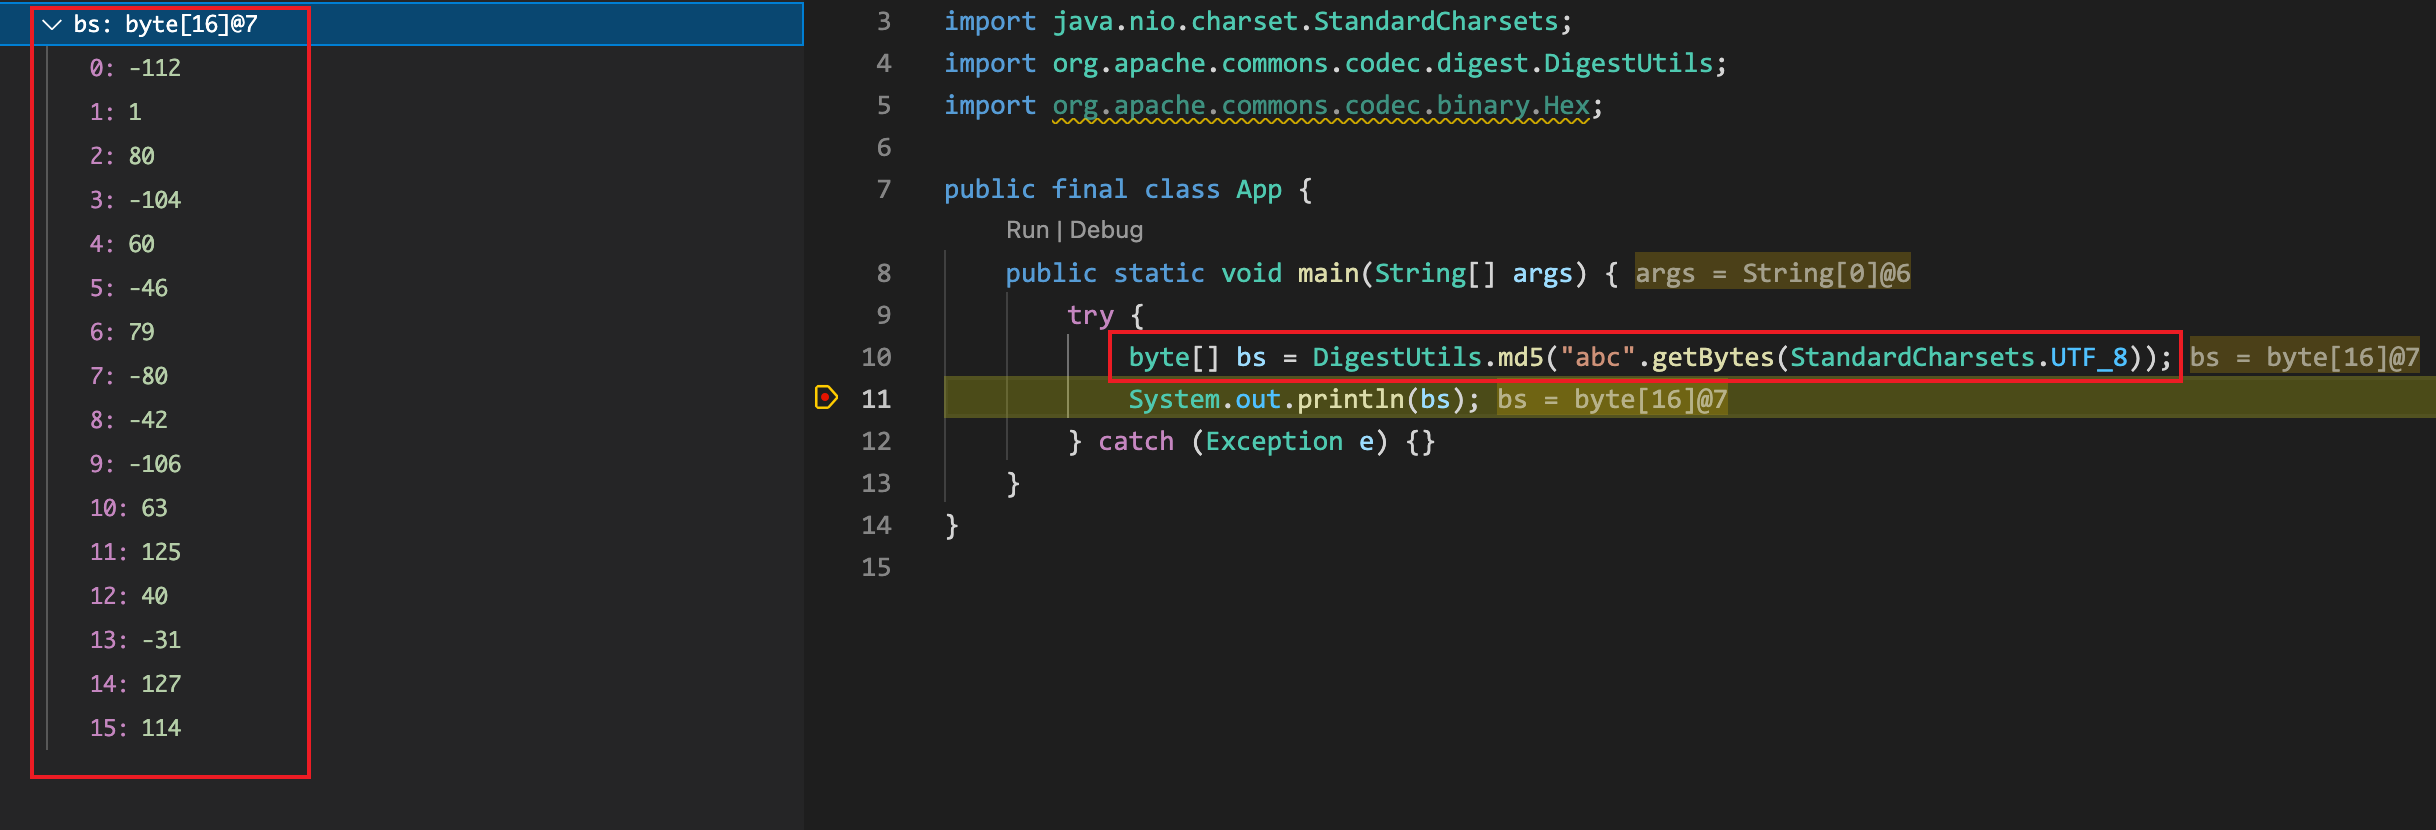 bs: byte[16]@7
0: -112
1: 1
2: 80
3: -104
4: 60
5: -46
6: 79
7: -80
8: -42
9: -106
10: 63
11: 125
12: 40
13: -31
14: 127
15: 114
3 import java.nio.charset.StandardCharsets;
4 import org.apache.commons.codec.digest.DigestUtils;
5 import org.apache.commons.codec.binary.Hex;
6
7 public final class App {
Run | Debug
8 public static void main(String[] args) { args = String[0]@6
9 try {
10 byte[] bs = DigestUtils.md5("abc".getBytes(StandardCharsets.UTF_8)); bs = byte[16]@7
11 System.out.println(bs); bs = byte[16]@7
12 } catch (Exception e) {}
13 }
14 }
15